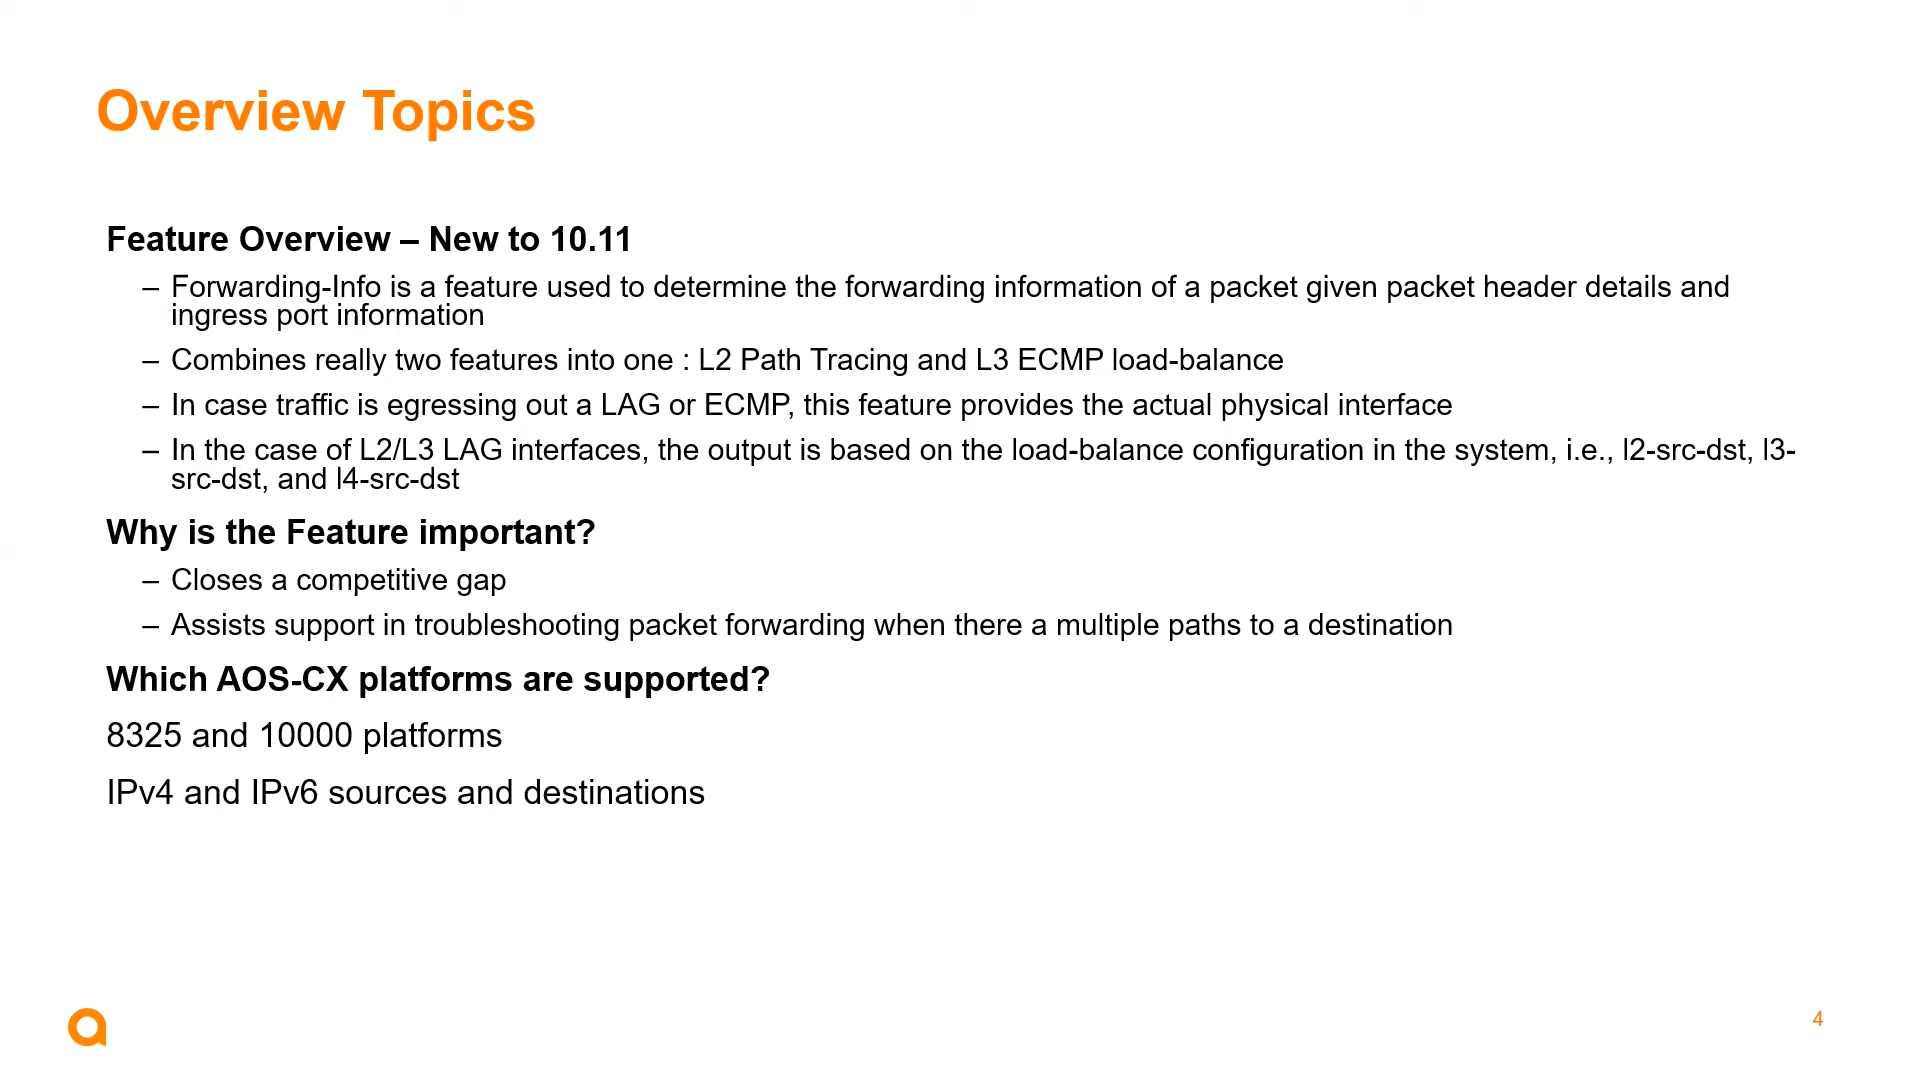 Overview Topics
Feature Overview – New to 10.11
– Forwarding-Info is a feature used to determine the forwarding information of a packet given packet header details and
ingress port information
– Combines really two features into one : L2 Path Tracing and L3 ECMP load-balance
– In case traffic is egressing out a LAG or ECMP, this feature provides the actual physical interface
– In the case of L2/L3 LAG interfaces, the output is based on the load-balance configuration in the system, i.e., l2-src-dst, l3-
src-dst, and l4-src-dst
Why is the Feature important?
– Closes a competitive gap
– Assists support in troubleshooting packet forwarding when there a multiple paths to a destination
Which AOS-CX platforms are supported?
8325 and 10000 platforms
IPv4 and IPv6 sources and destinations
4